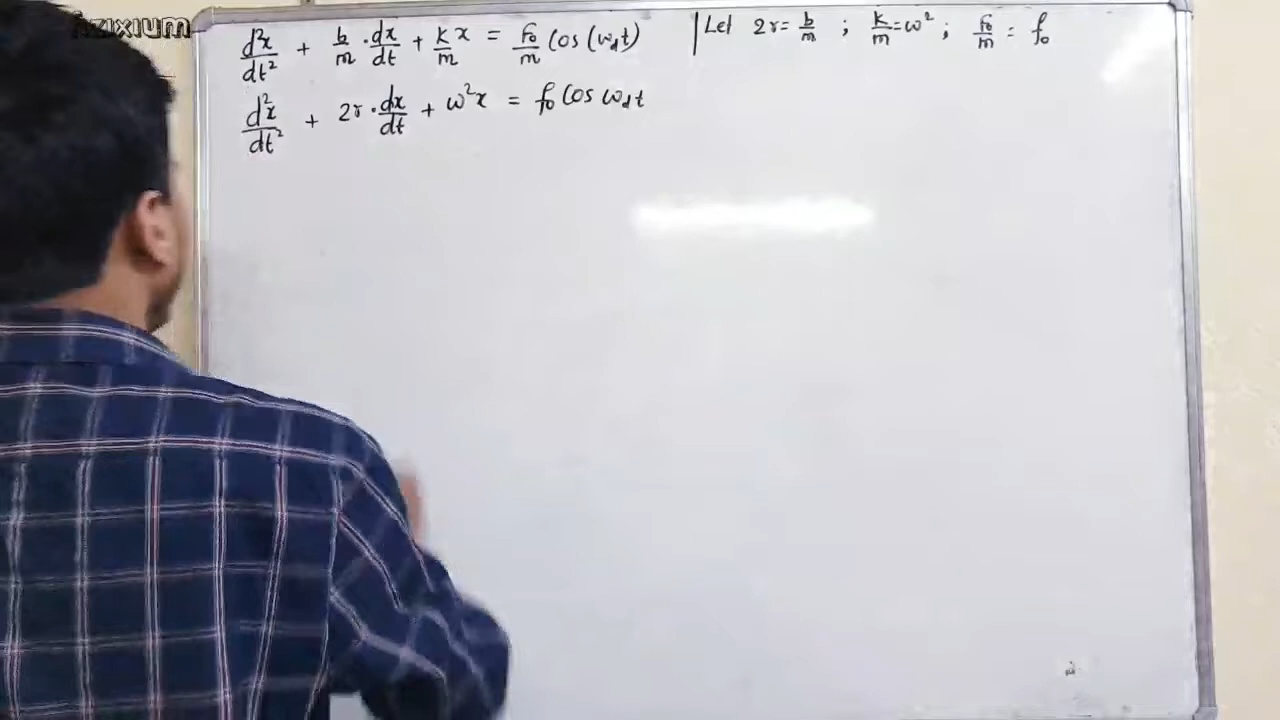 Azixium
d²x/dt² + b/m · dx/dt + k/m x = F₀/m Cos (ω_d t) | Let 2r = b/m ; k/m = ω² ; F₀/m = f₀
d²x/dt² + 2r · dx/dt + ω²x = f₀ Cos ω_d t